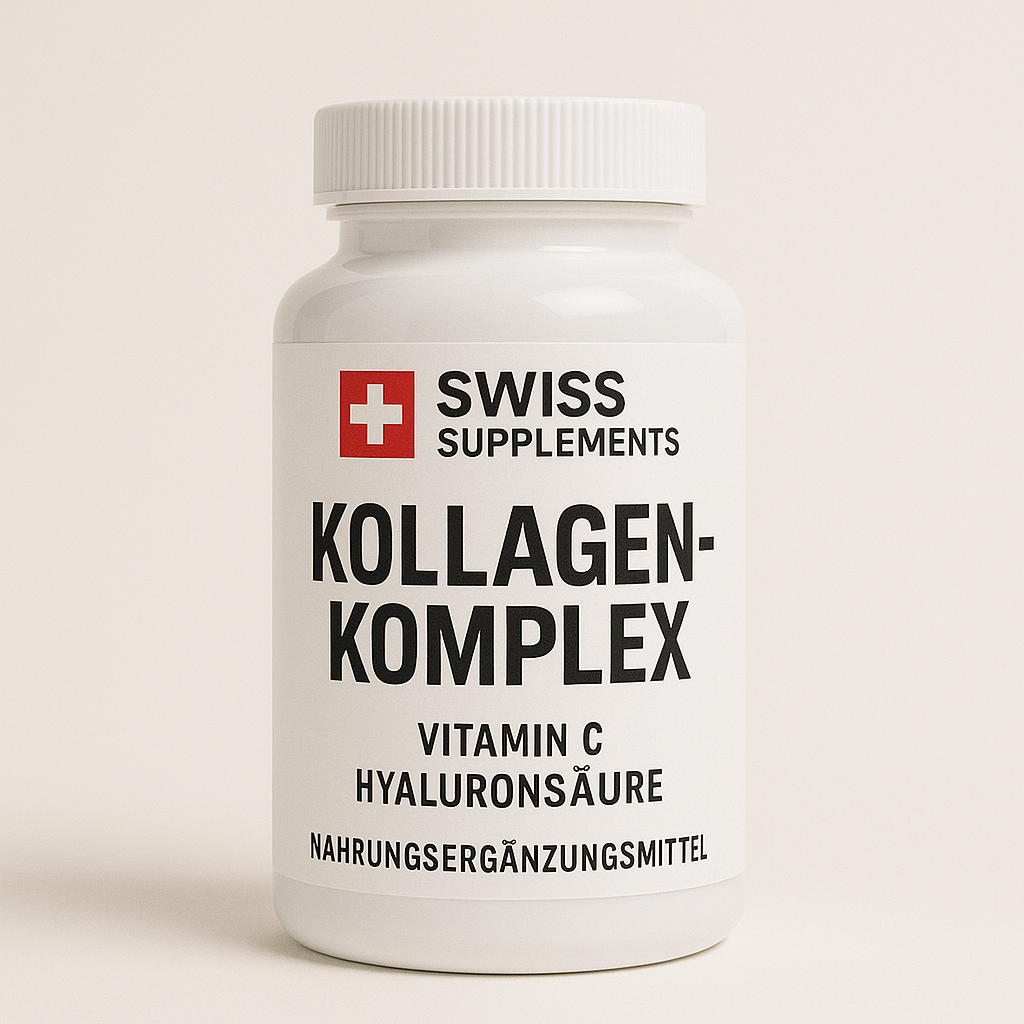 SWISS
SUPPLEMENTS
KOLLAGEN-
KOMPLEX
VITAMIN C
HYALURONSÄURE
NAHRUNGSERGÄNZUNGSMITTEL